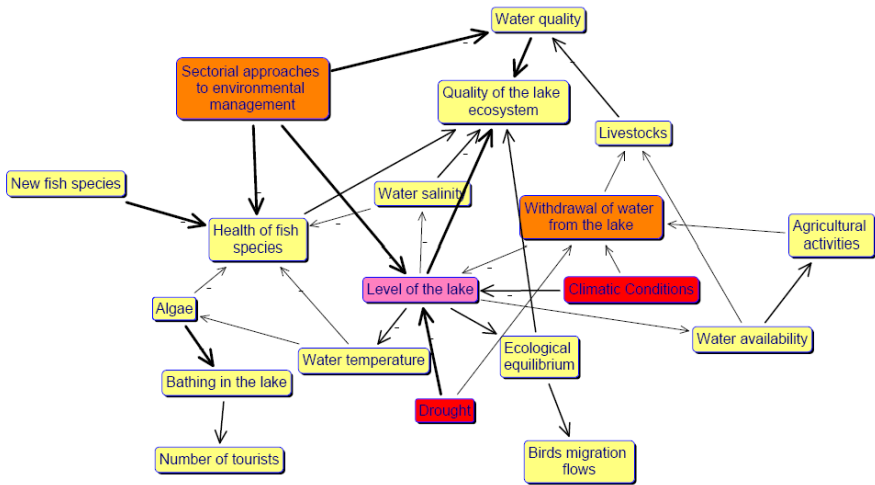 Water quality
Sectorial approaches
to environmental
management
Quality of the lake
ecosystem
Livestocks
New fish species
Water salinity
Withdrawal of water
from the lake
Health of fish
species
Agricultural
activities
Level of the lake
Climatic Conditions
Algae
Water temperature
Ecological
equilibrium
Water availability
Bathing in the lake
Drought
Number of tourists
Birds migration
flows